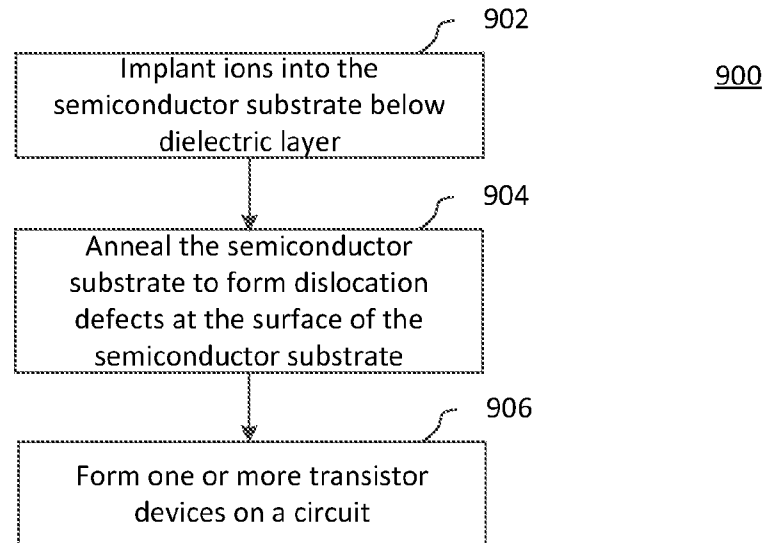 902
Implant ions into the
semiconductor substrate below
dielectric layer
900
904
Anneal the semiconductor
substrate to form dislocation
defects at the surface of the
semiconductor substrate
906
Form one or more transistor
devices on a circuit